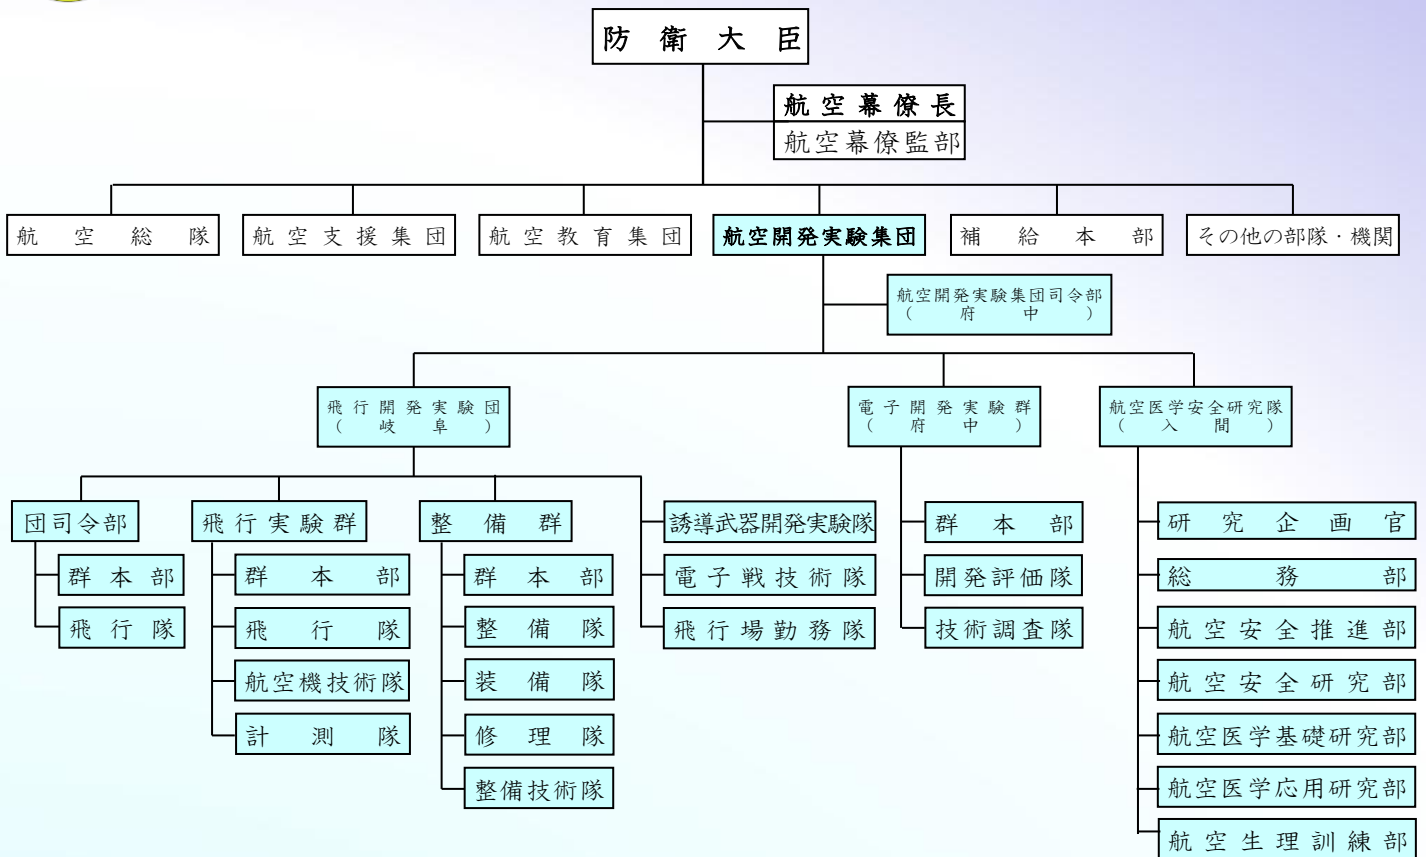 防衛大臣
航空幕僚長
航空幕僚監部
航空総隊
航空支援集団
航空教育集団
航空開発実験集団
補給本部
その他の部隊・機関
航空開発実験集団司令部
(府中)
飛行開発実験団
(岐阜)
電子開発実験群
(府中)
航空医学安全研究隊
(入間)
団司令部
群本部
飛行隊
飛行実験群
群本部
飛行隊
航空機技術隊
計測隊
整備群
群本部
整備隊
装備隊
修理隊
整備技術隊
誘導武器開発実験隊
電子戦技術隊
飛行場勤務隊
群本部
開発評価隊
技術調査隊
研究企画官
総務部
航空安全推進部
航空安全研究部
航空医学基礎研究部
航空医学応用研究部
航空生理訓練部